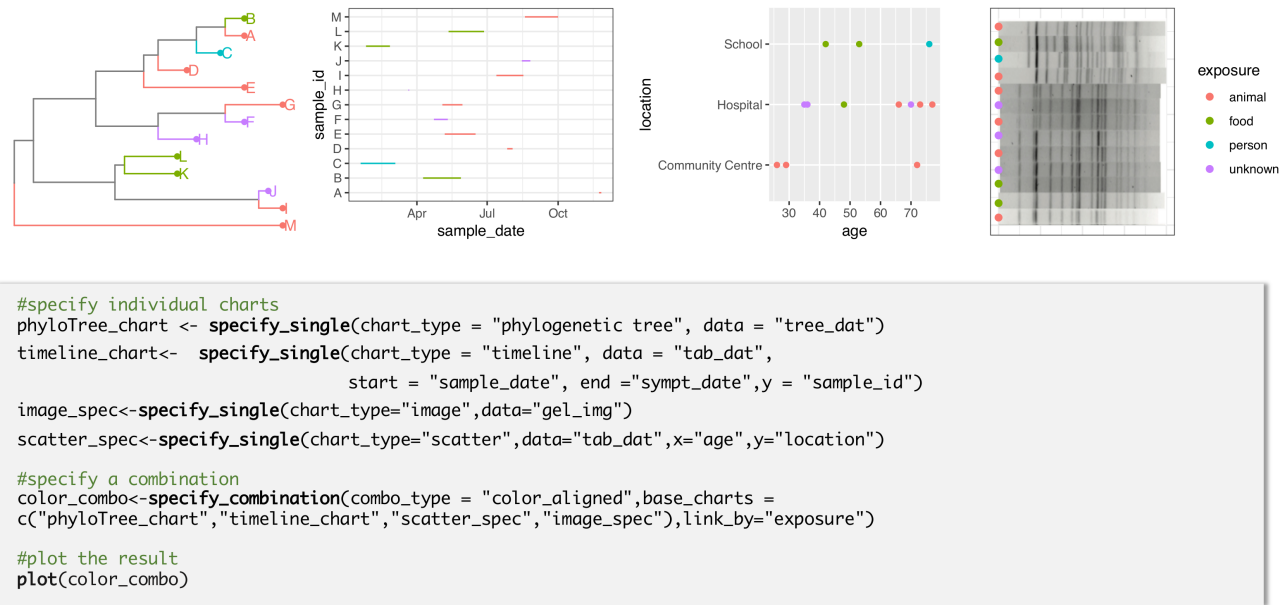 B
A
C
D
E
G
F
H
L
K
J
I
M
sample_id
M
L
K
J
I
H
G
F
E
D
C
B
A
Apr Jul Oct
sample_date
location
School
Hospital
Community Centre
30 40 50 60 70
age
exposure
animal
food
person
unknown
#specify individual charts
phyloTree_chart <- specify_single(chart_type = "phylogenetic tree", data = "tree_dat")
timeline_chart<- specify_single(chart_type = "timeline", data = "tab_dat",
start = "sample_date", end ="sympt_date",y = "sample_id")
image_spec<-specify_single(chart_type="image",data="gel_img")
scatter_spec<-specify_single(chart_type="scatter",data="tab_dat",x="age",y="location")
#specify a combination
color_combo<-specify_combination(combo_type = "color_aligned",base_charts =
c("phyloTree_chart","timeline_chart","scatter_spec","image_spec"),link_by="exposure")
#plot the result
plot(color_combo)